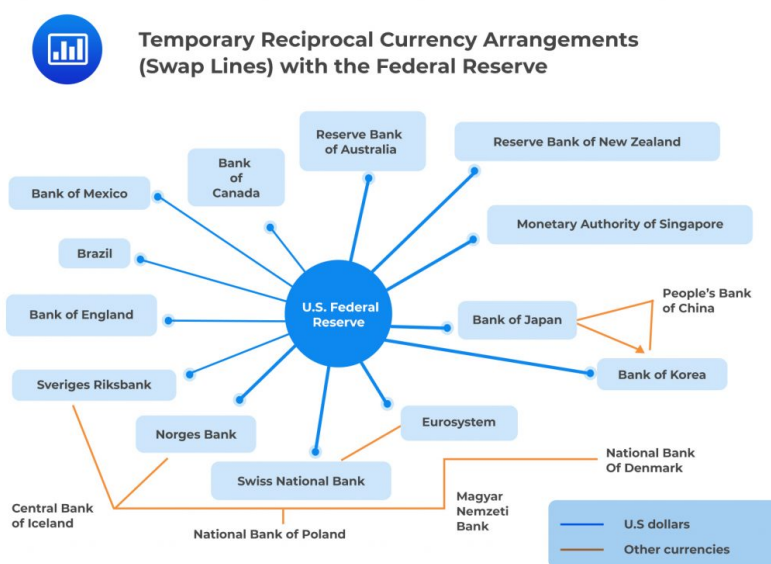 Temporary Reciprocal Currency Arrangements
(Swap Lines) with the Federal Reserve
Reserve Bank
of Australia
Reserve Bank of New Zealand
Bank
of
Canada
Bank of Mexico
Monetary Authority of Singapore
Brazil
U.S. Federal
Reserve
People's Bank
of China
Bank of England
Bank of Japan
Bank of Korea
Sveriges Riksbank
Eurosystem
Norges Bank
Swiss National Bank
National Bank
Of Denmark
Central Bank
of Iceland
Magyar
Nemzeti
Bank
National Bank of Poland
U.S dollars
Other currencies